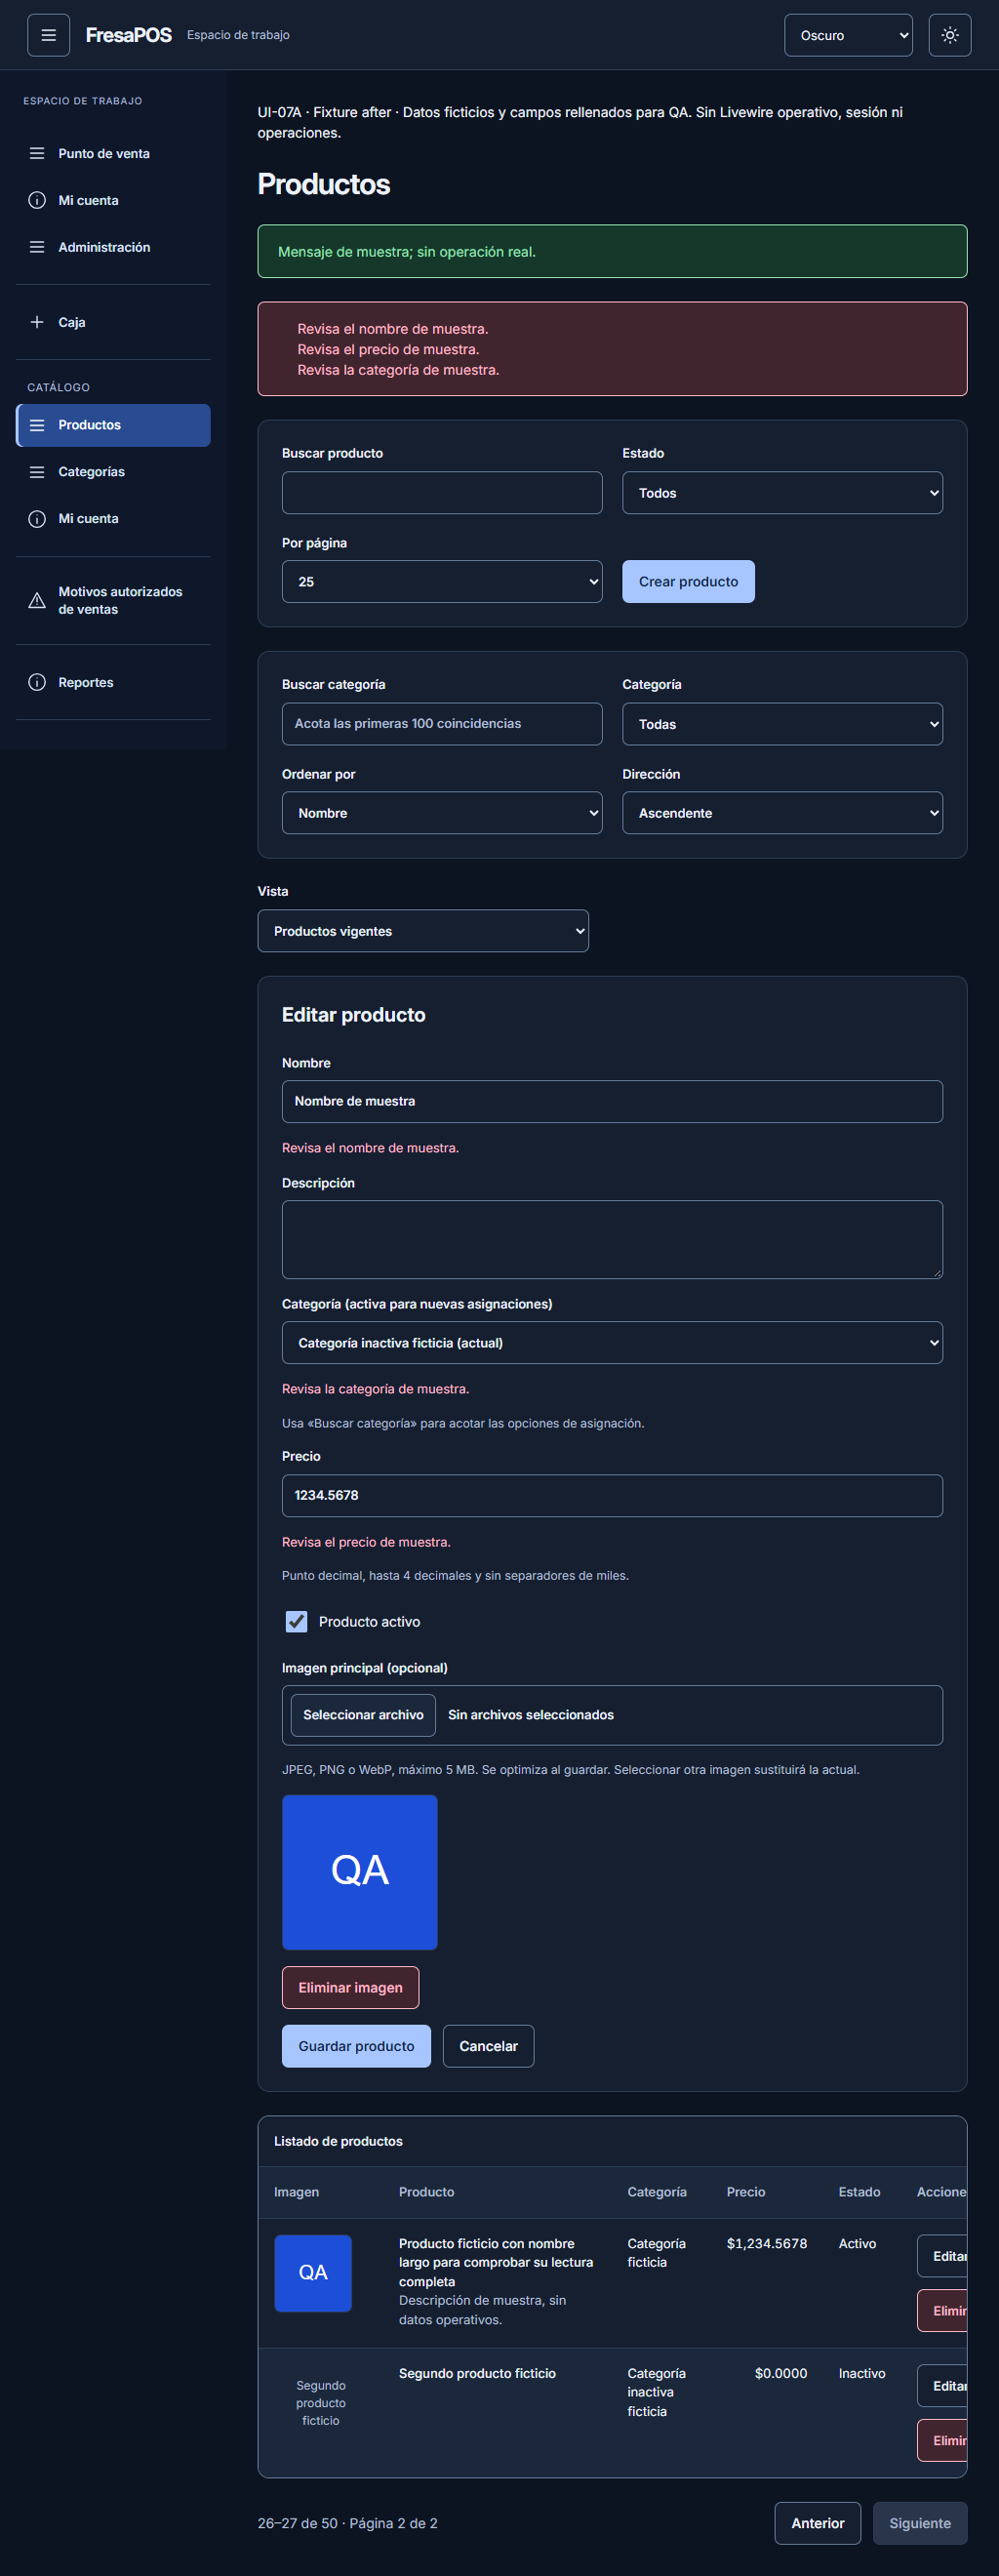 FresaPOS
Espacio de trabajo
Oscuro
ESPACIO DE TRABAJO
Punto de venta
Mi cuenta
Administración
Caja
CATÁLOGO
Productos
Categorías
Mi cuenta
Motivos autorizados
de ventas
Reportes
UI-07A · Fixture after · Datos ficticios y campos rellenados para QA. Sin Livewire operativo, sesión ni
operaciones.
Productos
Mensaje de muestra; sin operación real.
Revisa el nombre de muestra.
Revisa el precio de muestra.
Revisa la categoría de muestra.
Buscar producto
Estado
Todos
Por página
25
Crear producto
Buscar categoría
Categoría
Acota las primeras 100 coincidencias
Todas
Ordenar por
Dirección
Nombre
Ascendente
Vista
Productos vigentes
Editar producto
Nombre
Nombre de muestra
Revisa el nombre de muestra.
Descripción
Categoría (activa para nuevas asignaciones)
Categoría inactiva ficticia (actual)
Revisa la categoría de muestra.
Usa «Buscar categoría» para acotar las opciones de asignación.
Precio
1234.5678
Revisa el precio de muestra.
Punto decimal, hasta 4 decimales y sin separadores de miles.
Producto activo
Imagen principal (opcional)
Seleccionar archivo
Sin archivos seleccionados
JPEG, PNG o WebP, máximo 5 MB. Se optimiza al guardar. Seleccionar otra imagen sustituirá la actual.
QA
Eliminar imagen
Guardar producto
Cancelar
Listado de productos
Imagen
Producto
Categoría
Precio
Estado
Accione
QA
Producto ficticio con nombre
largo para comprobar su lectura
completa
Descripción de muestra, sin
datos operativos.
Categoría
ficticia
$1,234.5678
Activo
Editar
Elimin
Segundo
producto
ficticio
Segundo producto ficticio
Categoría
inactiva
ficticia
$0.0000
Inactivo
Editar
Elimin
26–27 de 50 · Página 2 de 2
Anterior
Siguiente